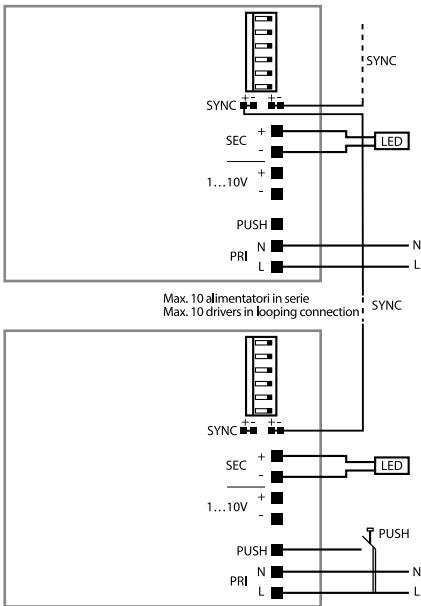 SYNC
+ - + -
SYNC
SEC + LED
-
+
1...10V
-
PUSH
PRI N N
L L
Max. 10 alimentatori in serie
Max. 10 drivers in looping connection
SYNC
+ - + -
SYNC
SEC + LED
-
+
1...10V
-
PUSH
PUSH
PRI N N
L L